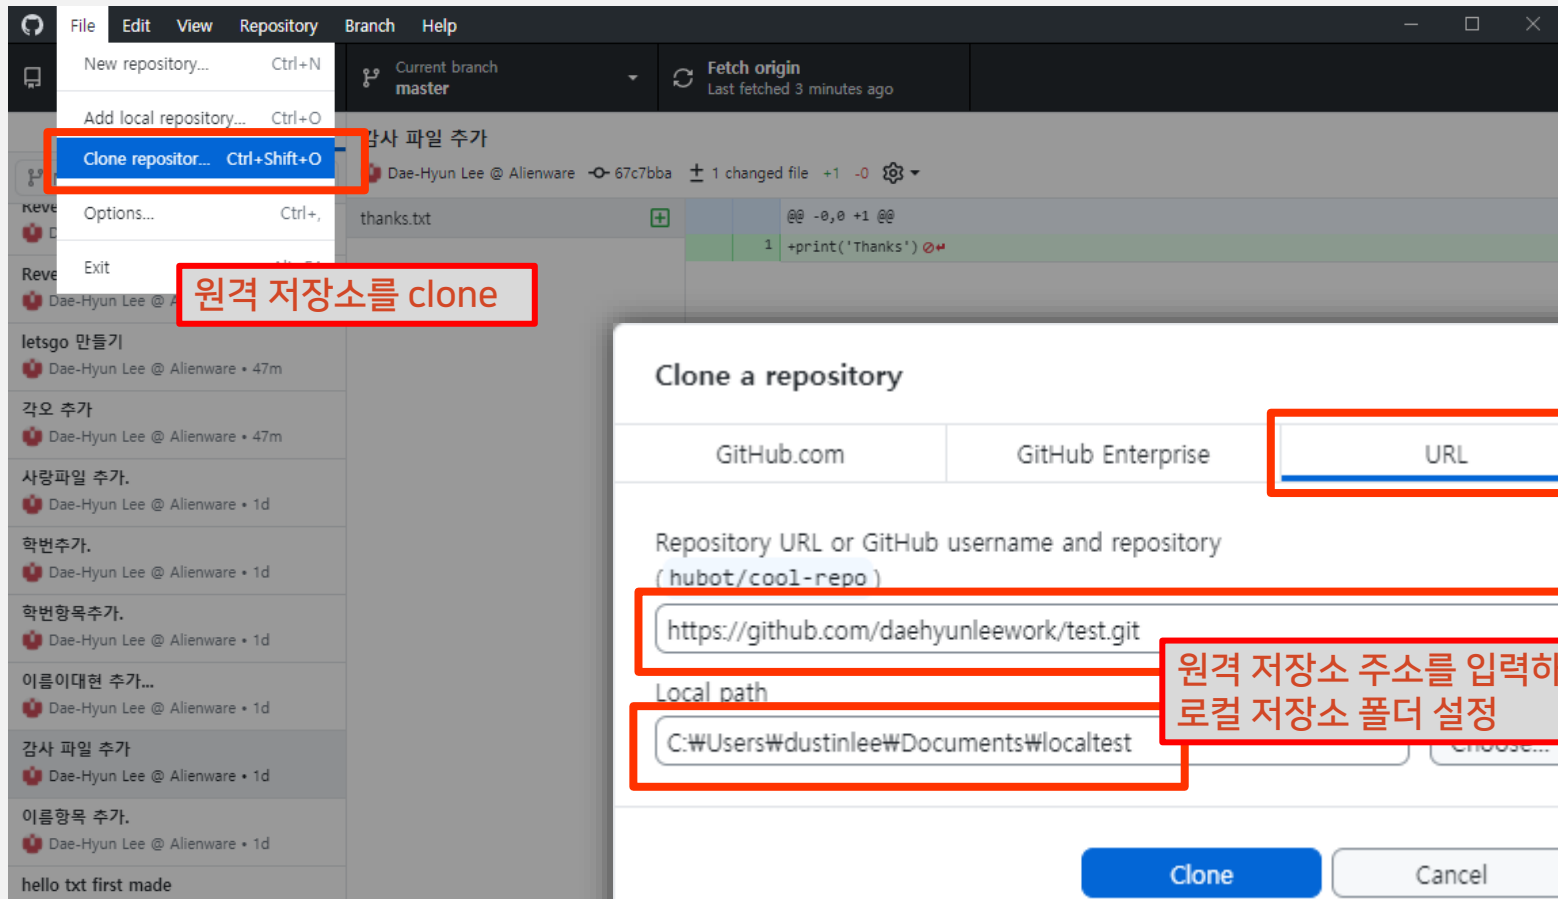 File Edit View Repository Branch Help
New repository... Ctrl+N
Add local repository... Ctrl+O
Clone repositor... Ctrl+Shift+O
Options... Ctrl+,
Exit
Current branch
master
Fetch origin
Last fetched 3 minutes ago
감사 파일 추가
Dae-Hyun Lee @ Alienware 67c7bba 1 changed file +1 -0
thanks.txt
@@ -0,0 +1 @@
1 +print('Thanks')
원격 저장소를 clone
Reve
Reve
Dae-Hyun Lee @ A
letsgo 만들기
Dae-Hyun Lee @ Alienware • 47m
각오 추가
Dae-Hyun Lee @ Alienware • 47m
사랑파일 추가.
Dae-Hyun Lee @ Alienware • 1d
학번추가.
Dae-Hyun Lee @ Alienware • 1d
학번항목추가.
Dae-Hyun Lee @ Alienware • 1d
이름이대현 추가...
Dae-Hyun Lee @ Alienware • 1d
감사 파일 추가
Dae-Hyun Lee @ Alienware • 1d
이름항목 추가.
Dae-Hyun Lee @ Alienware • 1d
hello txt first made
Clone a repository
GitHub.com GitHub Enterprise URL
Repository URL or GitHub username and repository
(hubot/cool-repo)
https://github.com/daehyunleework/test.git
원격 저장소 주소를 입력하
로컬 저장소 폴더 설정
Local path
C:₩Users₩dustinlee₩Documents₩localtest
Choose...
Clone Cancel